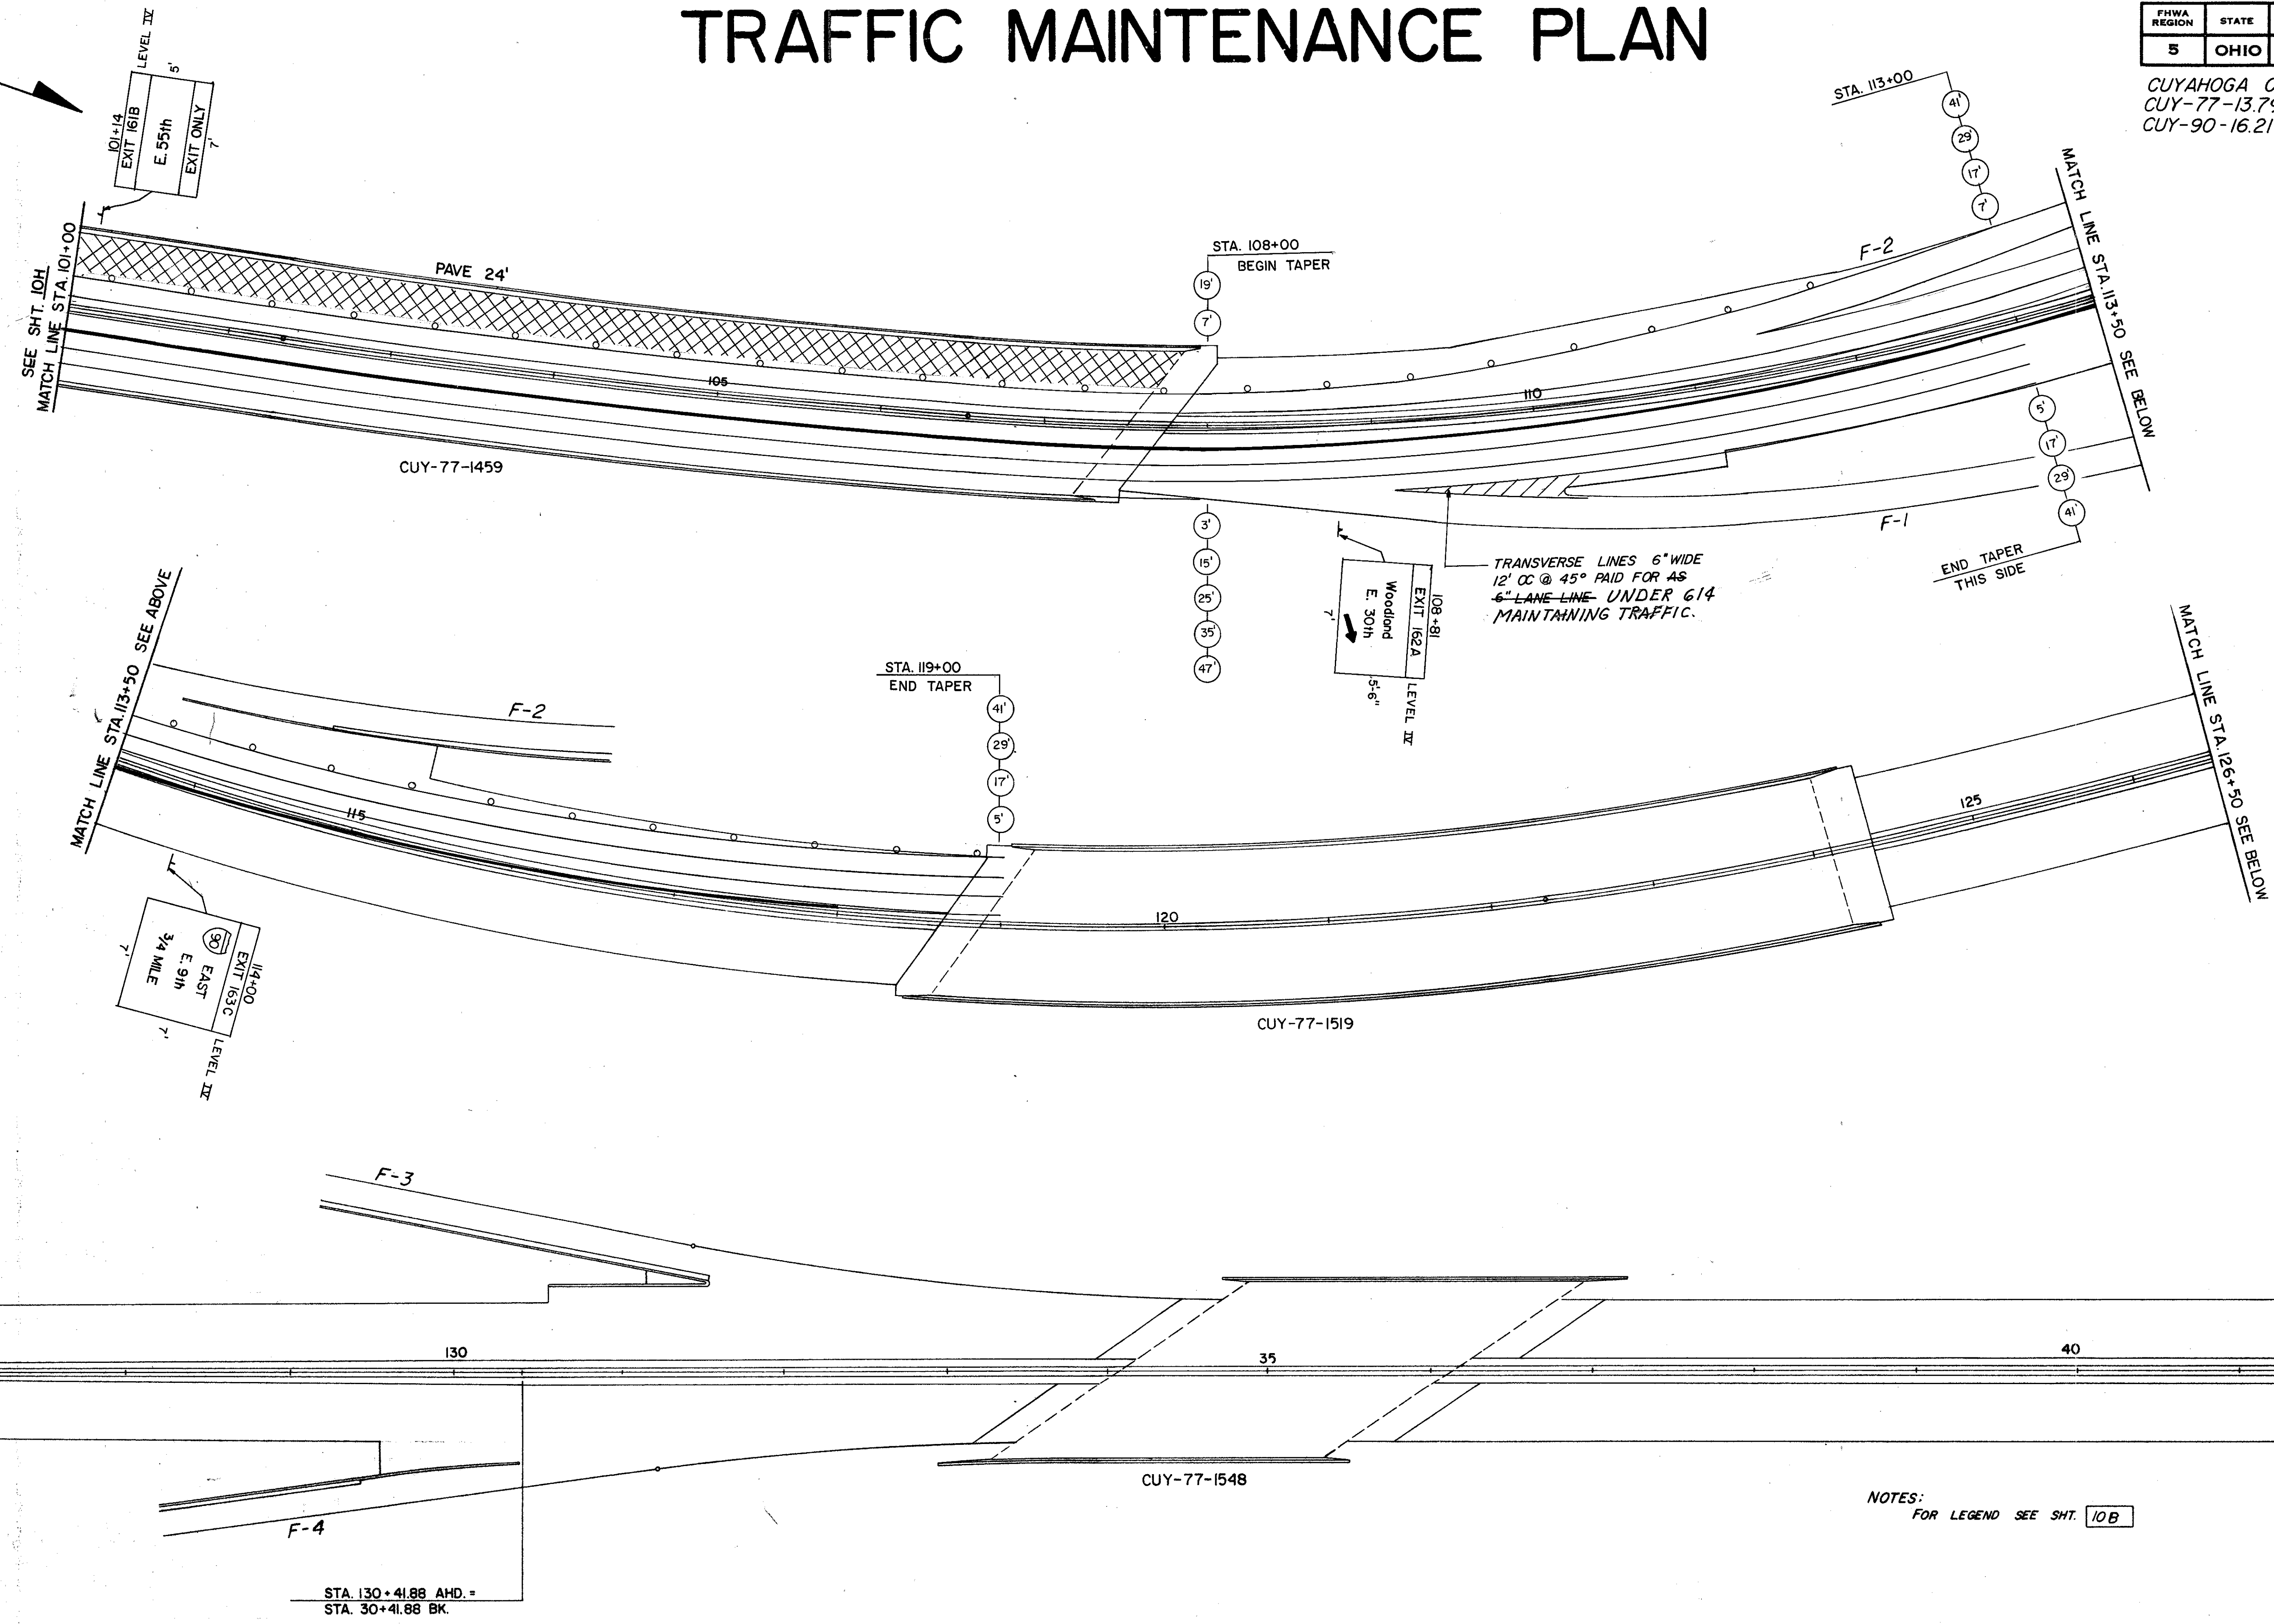 TRAFFIC MAINTENANCE PLAN
FHWA REGION
STATE
5
OHIO
CUYAHOGA
CUY-77-13.79
CUY-90-16.21
101+14
LEVEL IV
EXIT 161B
E. 55th
EXIT ONLY
5'
7'
SEE SHT. 10H
MATCH LINE STA. 101+00
PAVE 24'
105
CUY-77-1459
STA. 108+00
BEGIN TAPER
19'
7'
3'
15'
25'
35'
47'
110
STA. 113+00
41'
29'
17'
7'
F-2
MATCH LINE STA. 113+50 SEE BELOW
5'
17'
29'
41'
END TAPER
THIS SIDE
F-1
108+81
EXIT 162A
Woodland
E. 30th
7'
5'-6"
LEVEL IV
TRANSVERSE LINES 6" WIDE
12' OC @ 45° PAID FOR AS
6" LANE LINE UNDER 614
MAINTAINING TRAFFIC.
MATCH LINE STA. 113+50 SEE ABOVE
F-2
115
STA. 119+00
END TAPER
41'
29'
17'
5'
120
125
MATCH LINE STA. 126+50 SEE BELOW
CUY-77-1519
114+00
EXIT 163C
90 EAST
E. 9th
3/4 MILE
7'
7'
LEVEL IV
F-3
130
35
40
F-4
CUY-77-1548
STA. 130+41.88 AHD. =
STA. 30+41.88 BK.
NOTES:
FOR LEGEND SEE SHT. 10B